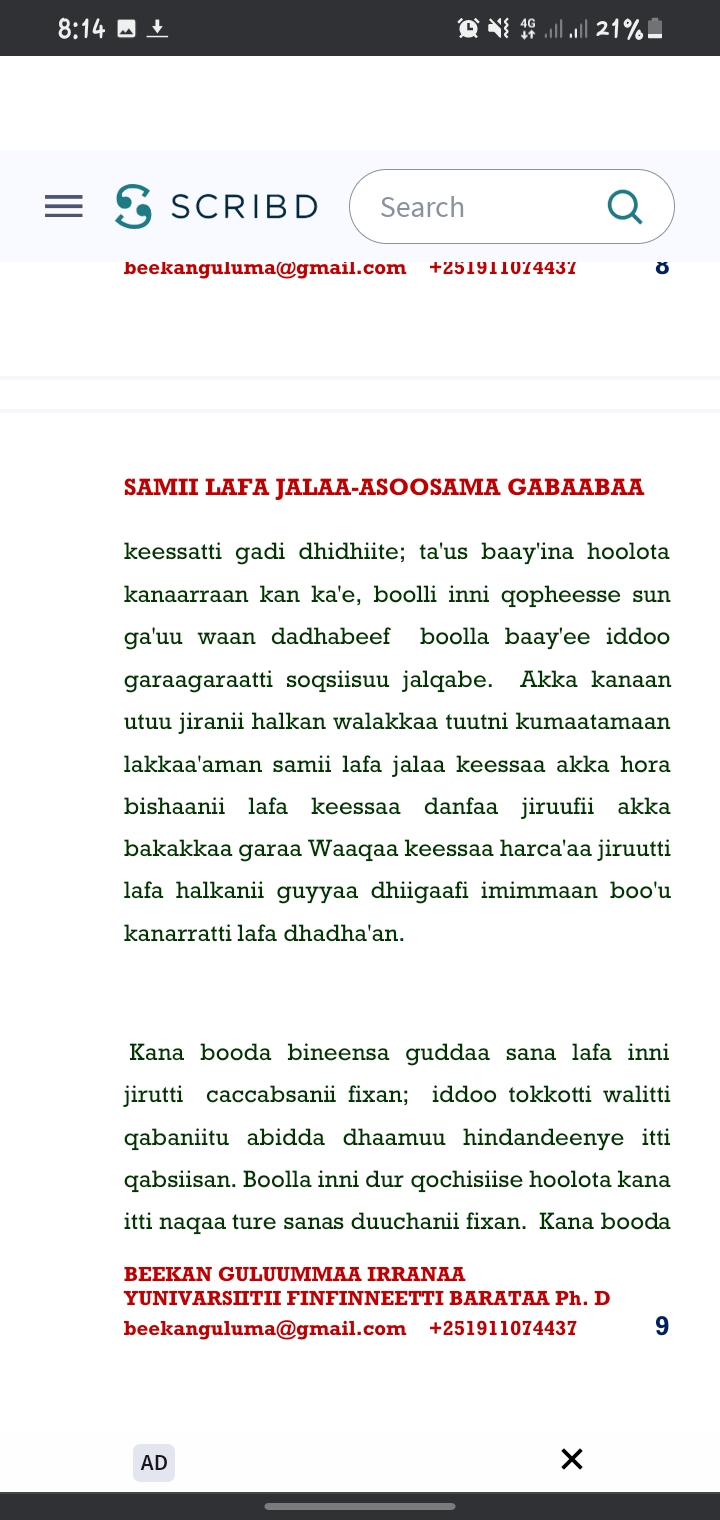 8:14 4G 21%
SCRIBD Search
beekanguluma@gmail.com +251911074437 8
SAMII LAFA JALAA-ASOOSAMA GABAABAA
keessatti gadi dhidhiite; ta'us baay'ina hoolota
kanaarraan kan ka'e, boolli inni qopheesse sun
ga'uu waan dadhabeef boolla baay'ee iddoo
garaagaraatti soqsiisuu jalqabe. Akka kanaan
utuu jiranii halkan walakkaa tuutni kumaatamaan
lakkaa'aman samii lafa jalaa keessaa akka hora
bishaanii lafa keessaa danfaa jiruufii akka
bakakkaa garaa Waaqaa keessaa harca'aa jiruutti
lafa halkanii guyyaa dhiigaafi imimmaan boo'u
kanarratti lafa dhadha'an.
Kana booda bineensa guddaa sana lafa inni
jirutti caccabsanii fixan; iddoo tokkotti walitti
qabaniitu abidda dhaamuu hindandeenye itti
qabsiisan. Boolla inni dur qochisiise hoolota kana
itti naqaa ture sanas duuchanii fixan. Kana booda
BEEKAN GULUUMMAA IRRANAA
YUNIVARSIITII FINFINNEETTI BARATAA Ph. D
beekanguluma@gmail.com +251911074437 9
AD